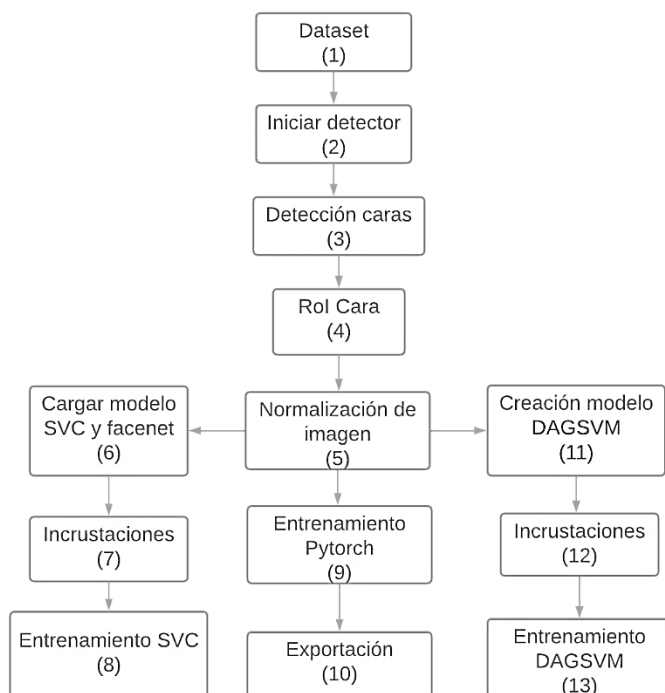 Dataset
(1)
Iniciar detector
(2)
Detección caras
(3)
RoI Cara
(4)
Cargar modelo
SVC y facenet
(6)
Normalización de
imagen
(5)
Creación modelo
DAGSVM
(11)
Incrustaciones
(7)
Entrenamiento
Pytorch
(9)
Incrustaciones
(12)
Entrenamiento SVC
(8)
Exportación
(10)
Entrenamiento
DAGSVM
(13)